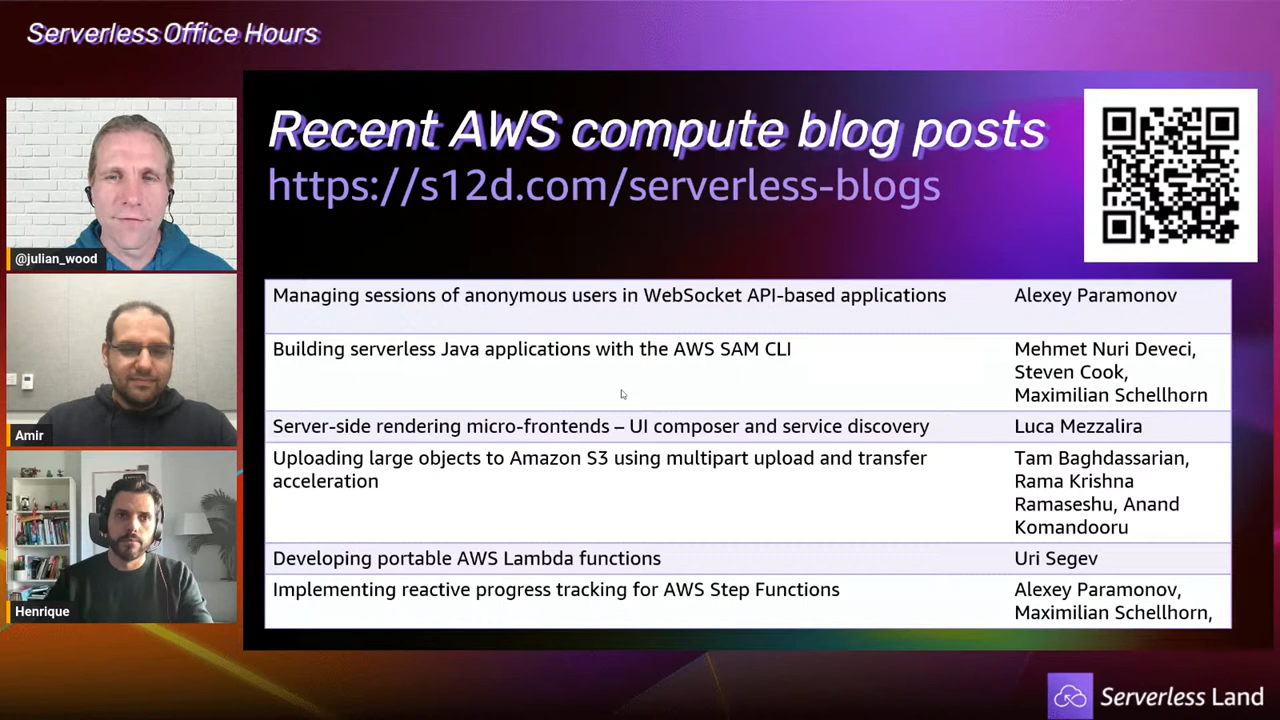 Serverless Office Hours
Recent AWS compute blog posts
https://s12d.com/serverless-blogs
@julian_wood
Amir
Henrique
Managing sessions of anonymous users in WebSocket API-based applications
Alexey Paramonov
Building serverless Java applications with the AWS SAM CLI
Mehmet Nuri Deveci,
Steven Cook,
Maximilian Schellhorn
Server-side rendering micro-frontends – UI composer and service discovery
Luca Mezzalira
Uploading large objects to Amazon S3 using multipart upload and transfer
acceleration
Tam Baghdassarian,
Rama Krishna
Ramaseshu, Anand
Komandooru
Developing portable AWS Lambda functions
Uri Segev
Implementing reactive progress tracking for AWS Step Functions
Alexey Paramonov,
Maximilian Schellhorn,
Serverless Land